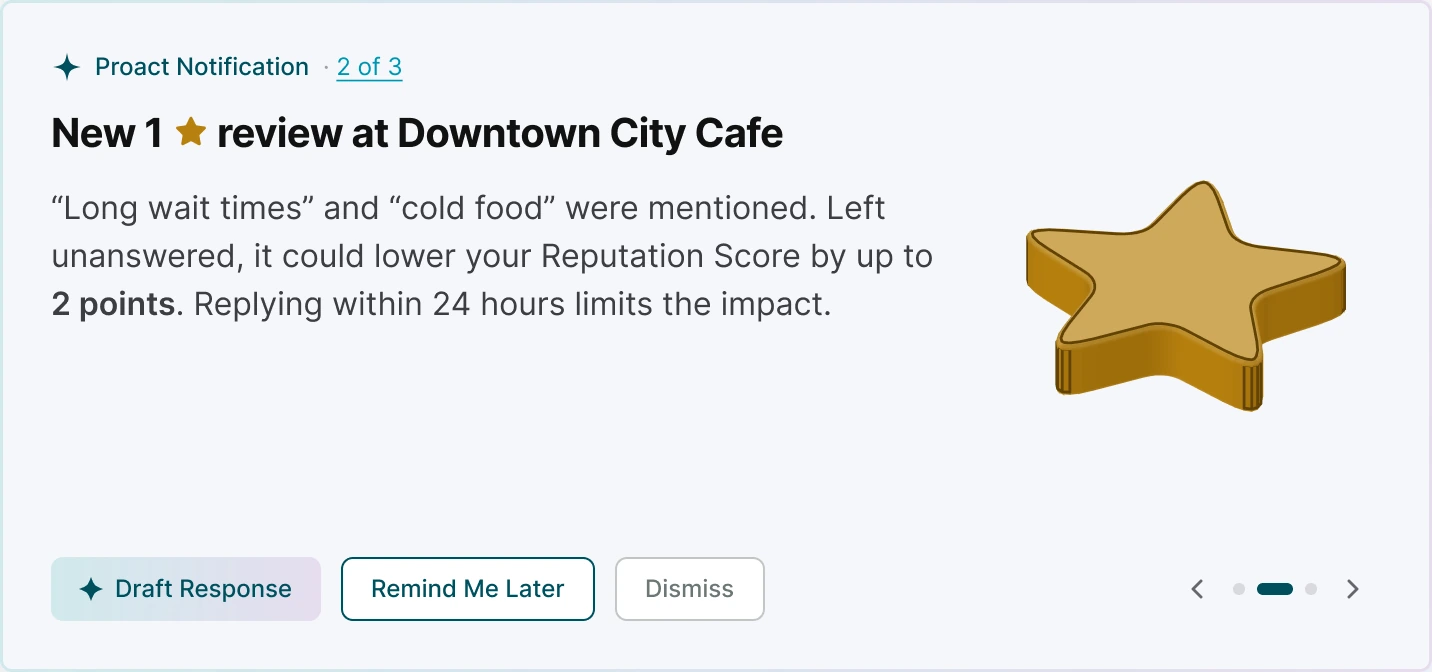 Proact Notification · 2 of 3
New 1 ★ review at Downtown City Cafe
“Long wait times” and “cold food” were mentioned. Left
unanswered, it could lower your Reputation Score by up to
2 points. Replying within 24 hours limits the impact.
Draft Response
Remind Me Later
Dismiss